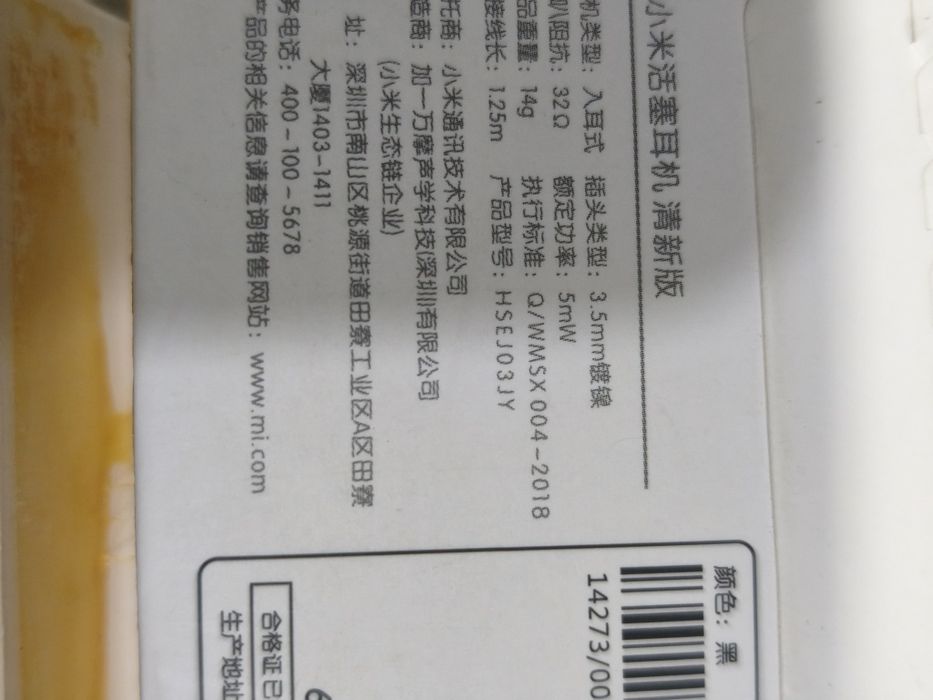 小米活塞耳机 清新版
机类型：入耳式 插头类型：3.5mm镀镍
叭阻抗：32Ω 额定功率：5mW
品重量：14g 执行标准：Q/WMSX004-2018
接线长：1.25m 产品型号：HSEJ03JY
托商：小米通讯技术有限公司
造商：加一万摩声学科技(深圳)有限公司
(小米生态链企业)
址：深圳市南山区桃源街道田寮工业区A区田寮
大厦1403-1411
务电话：400-100-5678
产品的相关信息请查询销售网站：www.mi.com
颜色：黑
14273/00
合格证已
生产地址